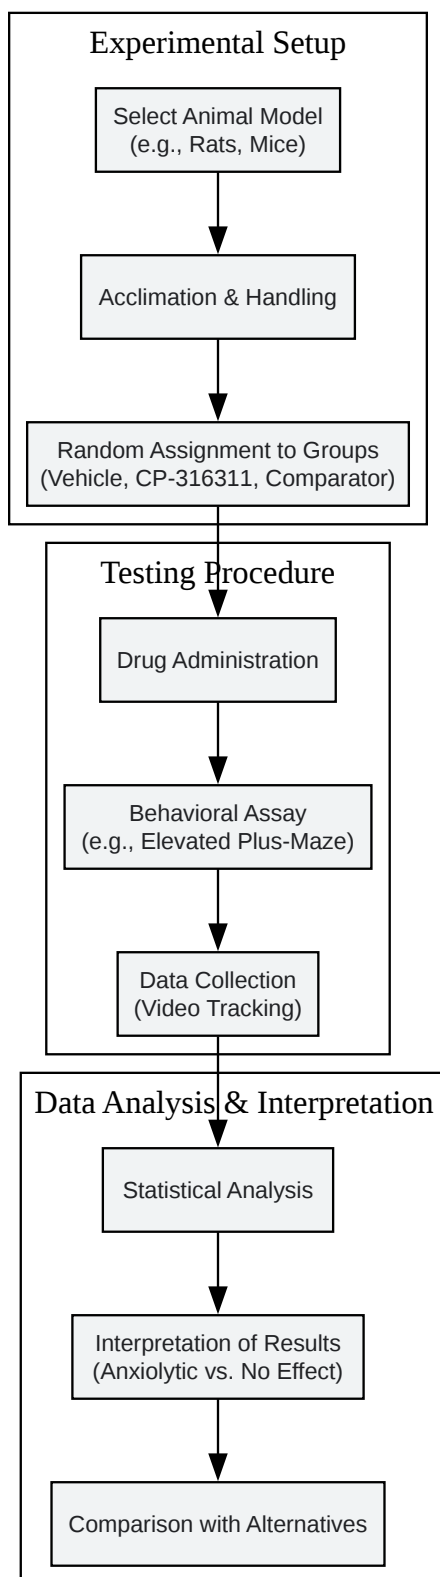 Experimental Setup
Select Animal Model
(e.g., Rats, Mice)
Acclimation & Handling
Random Assignment to Groups
(Vehicle, CP-316311, Comparator)
Testing Procedure
Drug Administration
Behavioral Assay
(e.g., Elevated Plus-Maze)
Data Collection
(Video Tracking)
Data Analysis & Interpretation
Statistical Analysis
Interpretation of Results
(Anxiolytic vs. No Effect)
Comparison with Alternatives